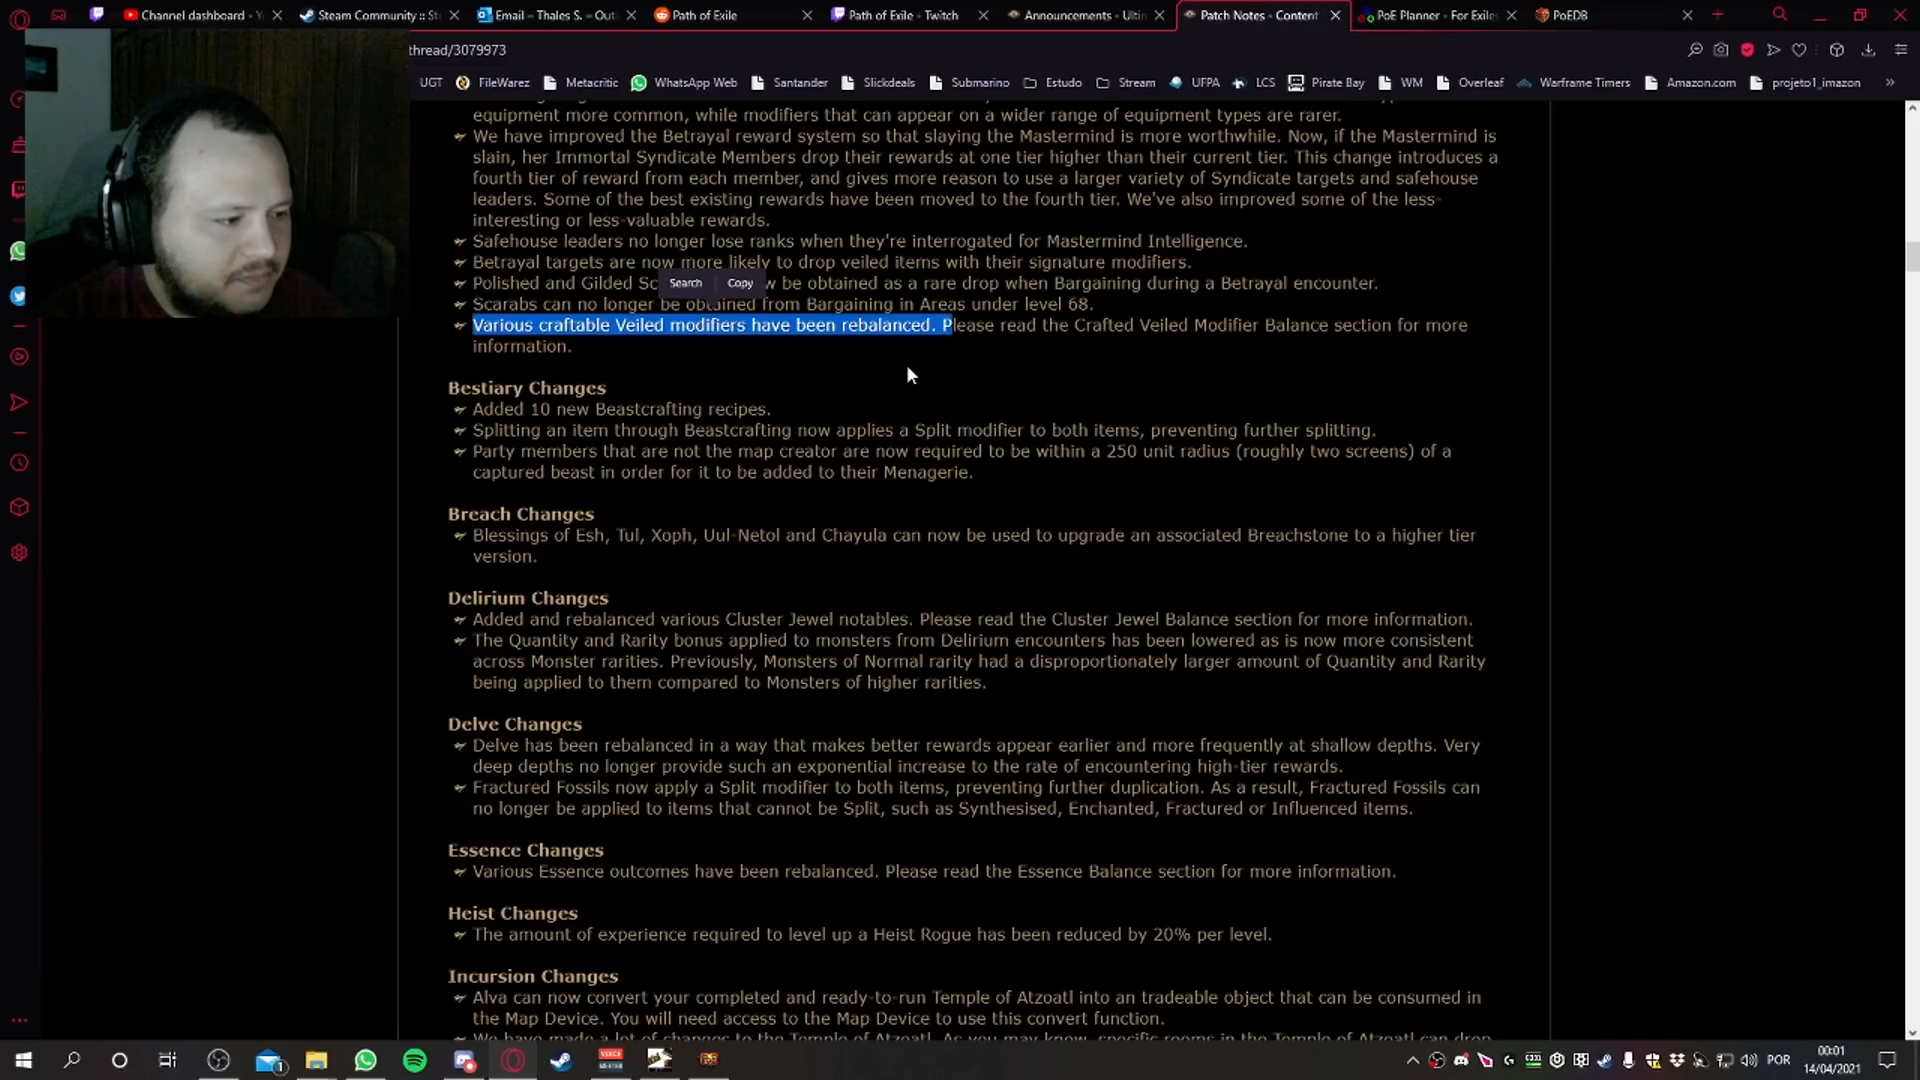 Channel dashboard - Y
Steam Community :: St
Email – Thales S. – Out
Path of Exile
Path of Exile - Twitch
Announcements - Ultin
Patch Notes - Content
PoE Planner - For Exiles
PoEDB
thread/3079973
UGT
FileWarez
Metacritic
WhatsApp Web
Santander
Slickdeals
Submarino
Estudo
Stream
UFPA
LCS
Pirate Bay
WM
Overleaf
Warframe Timers
Amazon.com
projeto1_imazon
equipment more common, while modifiers that can appear on a wider range of equipment types are rarer.
We have improved the Betrayal reward system so that slaying the Mastermind is more worthwhile. Now, if the Mastermind is
slain, her Immortal Syndicate Members drop their rewards at one tier higher than their current tier. This change introduces a
fourth tier of reward from each member, and gives more reason to use a larger variety of Syndicate targets and safehouse
leaders. Some of the best existing rewards have been moved to the fourth tier. We've also improved some of the less-
interesting or less-valuable rewards.
Safehouse leaders no longer lose ranks when they're interrogated for Mastermind Intelligence.
Betrayal targets are now more likely to drop veiled items with their signature modifiers.
Polished and Gilded Sc
Search
Copy
w be obtained as a rare drop when Bargaining during a Betrayal encounter.
Scarabs can no longer be obtained from Bargaining in Areas under level 68.
Various craftable Veiled modifiers have been rebalanced. Please read the Crafted Veiled Modifier Balance section for more
information.
Bestiary Changes
Added 10 new Beastcrafting recipes.
Splitting an item through Beastcrafting now applies a Split modifier to both items, preventing further splitting.
Party members that are not the map creator are now required to be within a 250 unit radius (roughly two screens) of a
captured beast in order for it to be added to their Menagerie.
Breach Changes
Blessings of Esh, Tul, Xoph, Uul-Netol and Chayula can now be used to upgrade an associated Breachstone to a higher tier
version.
Delirium Changes
Added and rebalanced various Cluster Jewel notables. Please read the Cluster Jewel Balance section for more information.
The Quantity and Rarity bonus applied to monsters from Delirium encounters has been lowered as is now more consistent
across Monster rarities. Previously, Monsters of Normal rarity had a disproportionately larger amount of Quantity and Rarity
being applied to them compared to Monsters of higher rarities.
Delve Changes
Delve has been rebalanced in a way that makes better rewards appear earlier and more frequently at shallow depths. Very
deep depths no longer provide such an exponential increase to the rate of encountering high-tier rewards.
Fractured Fossils now apply a Split modifier to both items, preventing further duplication. As a result, Fractured Fossils can
no longer be applied to items that cannot be Split, such as Synthesised, Enchanted, Fractured or Influenced items.
Essence Changes
Various Essence outcomes have been rebalanced. Please read the Essence Balance section for more information.
Heist Changes
The amount of experience required to level up a Heist Rogue has been reduced by 20% per level.
Incursion Changes
Alva can now convert your completed and ready-to-run Temple of Atzoatl into an tradeable object that can be consumed in
the Map Device. You will need access to the Map Device to use this convert function.
We have made a lot of changes to the Temple of Atzoatl. As you may know, specific rooms in the Temple of Atzoatl can drop
POR
00:01
14/04/2021